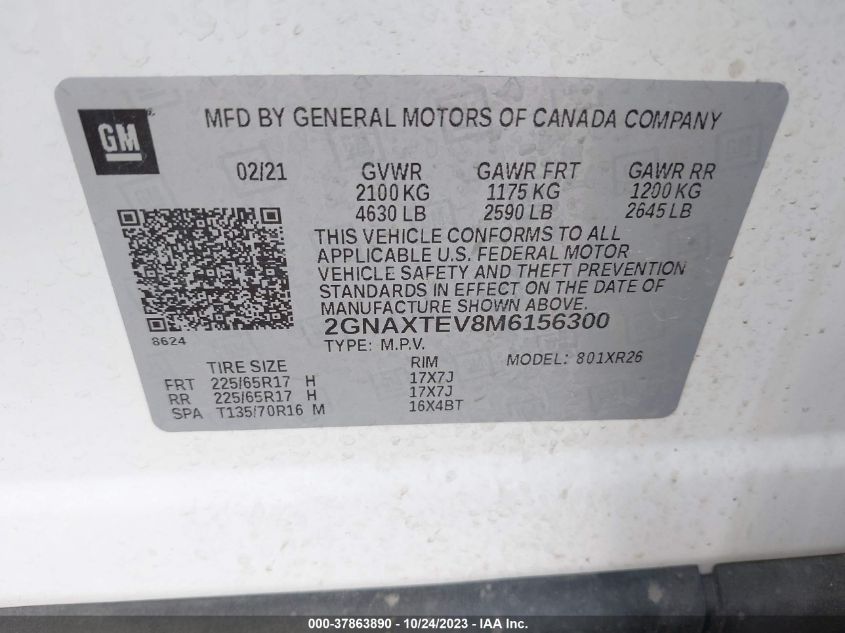 GM
MFD BY GENERAL MOTORS OF CANADA COMPANY
02/21 GVWR GAWR FRT GAWR RR
2100 KG 1175 KG 1200 KG
4630 LB 2590 LB 2645 LB
THIS VEHICLE CONFORMS TO ALL
APPLICABLE U.S. FEDERAL MOTOR
VEHICLE SAFETY AND THEFT PREVENTION
STANDARDS IN EFFECT ON THE DATE OF
MANUFACTURE SHOWN ABOVE.
8624 2GNAXTEV8M6156300
TYPE: M.P.V. MODEL: 801XR26
TIRE SIZE RIM
FRT 225/65R17 H 17X7J
RR 225/65R17 H 17X7J
SPA T135/70R16 M 16X4BT
000-37863890 - 10/24/2023 - IAA Inc.